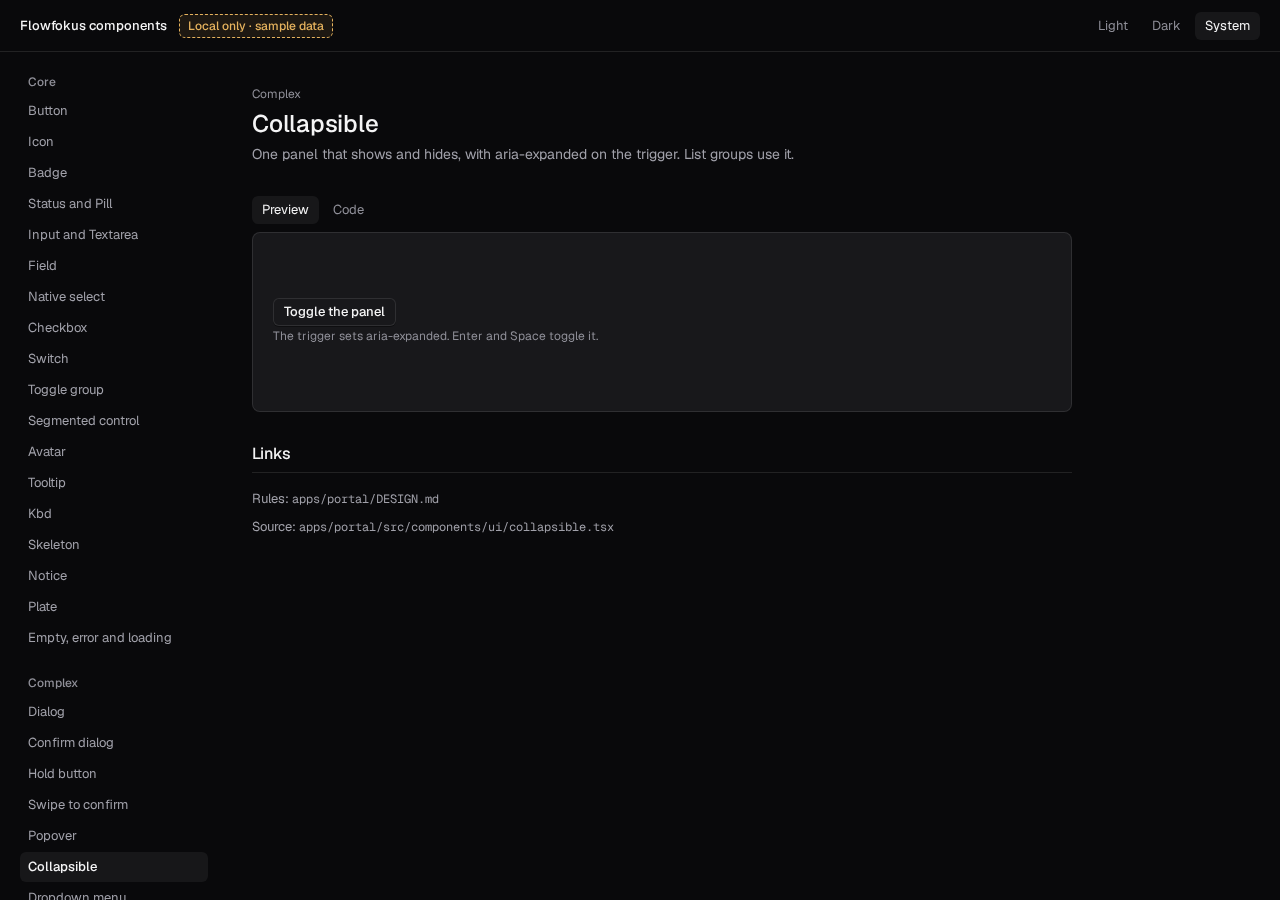 Flowfokus components
Local only · sample data
Light
Dark
System
Core
Button
Icon
Badge
Status and Pill
Input and Textarea
Field
Native select
Checkbox
Switch
Toggle group
Segmented control
Avatar
Tooltip
Kbd
Skeleton
Notice
Plate
Empty, error and loading
Complex
Dialog
Confirm dialog
Hold button
Swipe to confirm
Popover
Collapsible
Dropdown menu
Complex
Collapsible
One panel that shows and hides, with aria-expanded on the trigger. List groups use it.
Preview
Code
Toggle the panel
The trigger sets aria-expanded. Enter and Space toggle it.
Links
Rules: apps/portal/DESIGN.md
Source: apps/portal/src/components/ui/collapsible.tsx